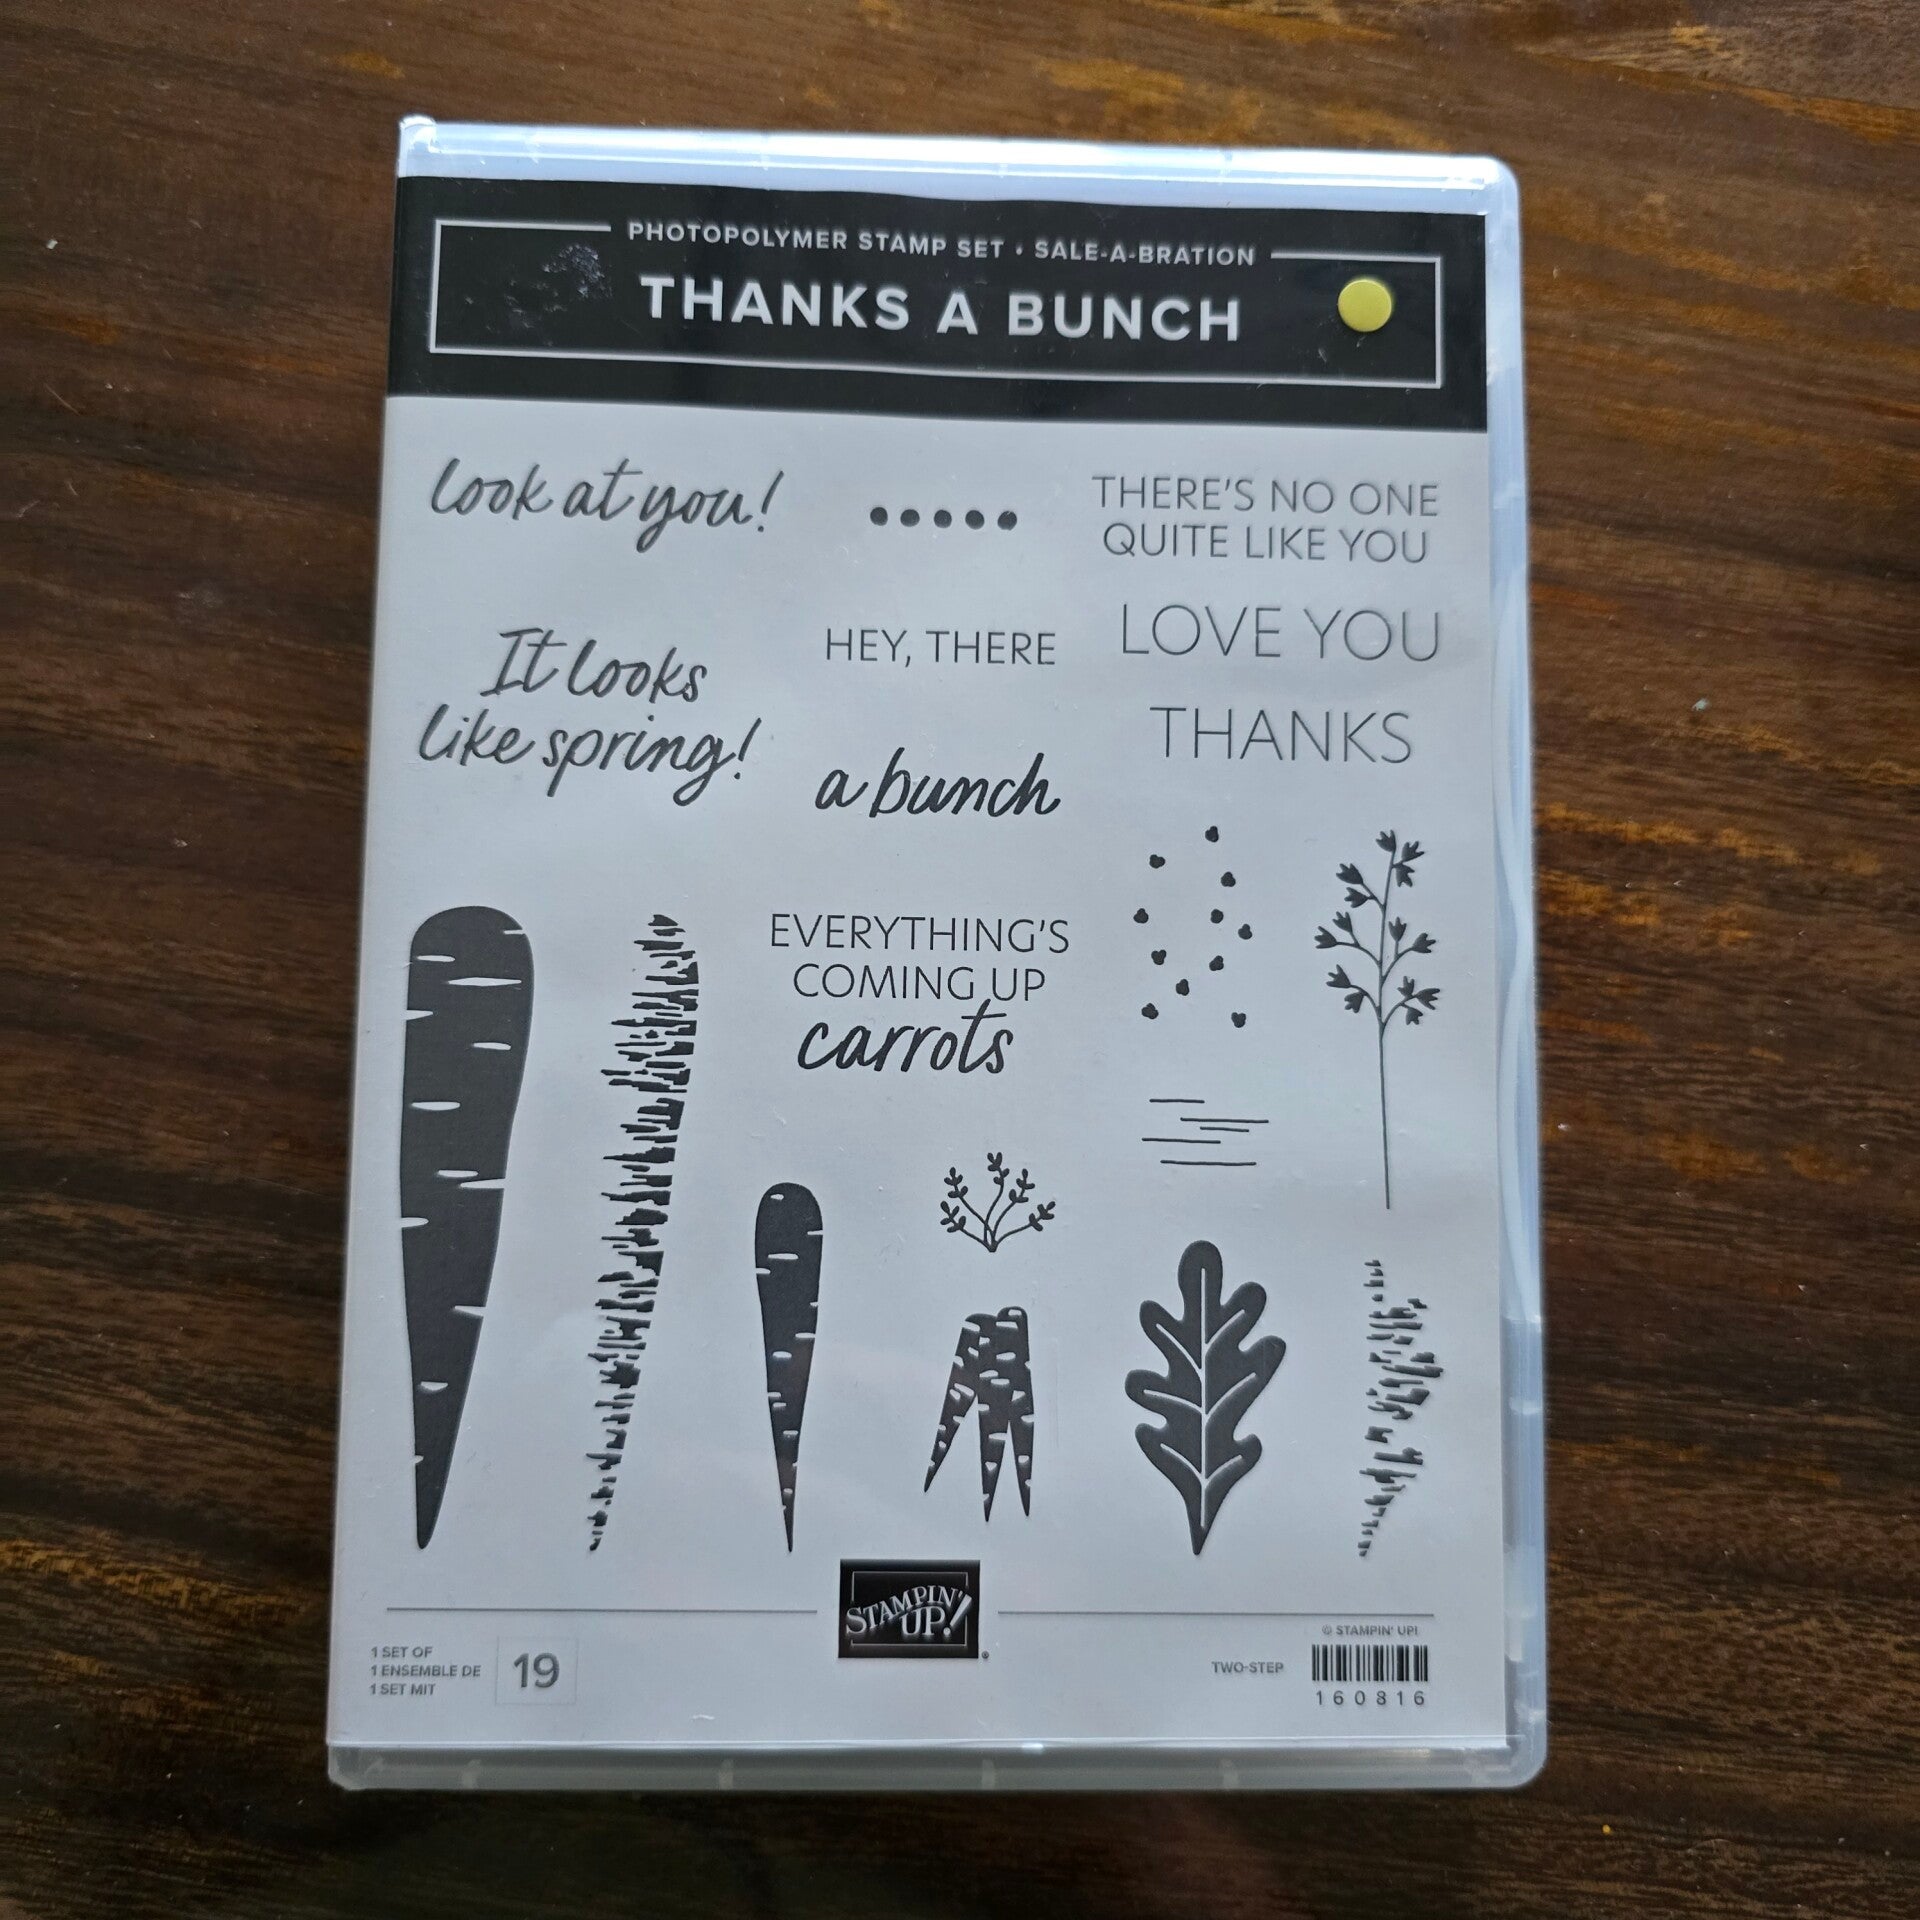 PHOTOPOLYMER STAMP SET • SALE-A-BRATION
THANKS A BUNCH
look at you!
THERE'S NO ONE
QUITE LIKE YOU
It looks
like spring!
HEY, THERE
LOVE YOU
a bunch
THANKS
EVERYTHING'S
COMING UP
carrots
1 SET OF
1 ENSEMBLE DE
1 SET MIT
19
STAMPIN'
UP!
®
TWO-STEP
© STAMPIN' UP!
160816